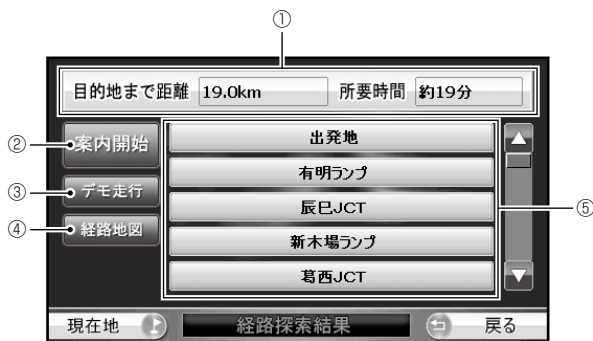 ①
目的地まで距離 19.0km 所要時間 約19分
② 案内開始
③ デモ走行
④ 経路地図
出発地
有明ランプ
辰巳JCT
新木場ランプ
葛西JCT
⑤
現在地 経路探索結果 戻る